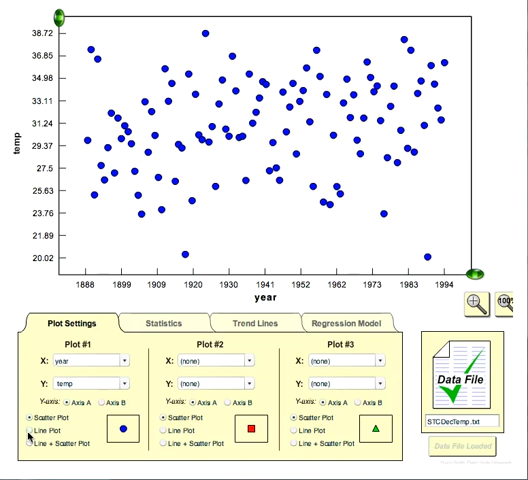 38.72
36.85
34.98
33.11
31.24
29.37
27.5
25.63
23.76
21.89
20.02
temp
1888 1899 1909 1920 1930 1941 1952 1962 1973 1983 1994
year
100%
Plot Settings Statistics Trend Lines Regression Model
Plot #1 Plot #2 Plot #3
X: year X: (none) X: (none)
Y: temp Y: (none) Y: (none)
Y-axis: Axis A Axis B Y-axis: Axis A Axis B Y-axis: Axis A Axis B
Scatter Plot Scatter Plot Scatter Plot
Line Plot Line Plot Line Plot
Line + Scatter Plot Line + Scatter Plot Line + Scatter Plot
Data File
STCDecTemp.txt
Data File Loaded